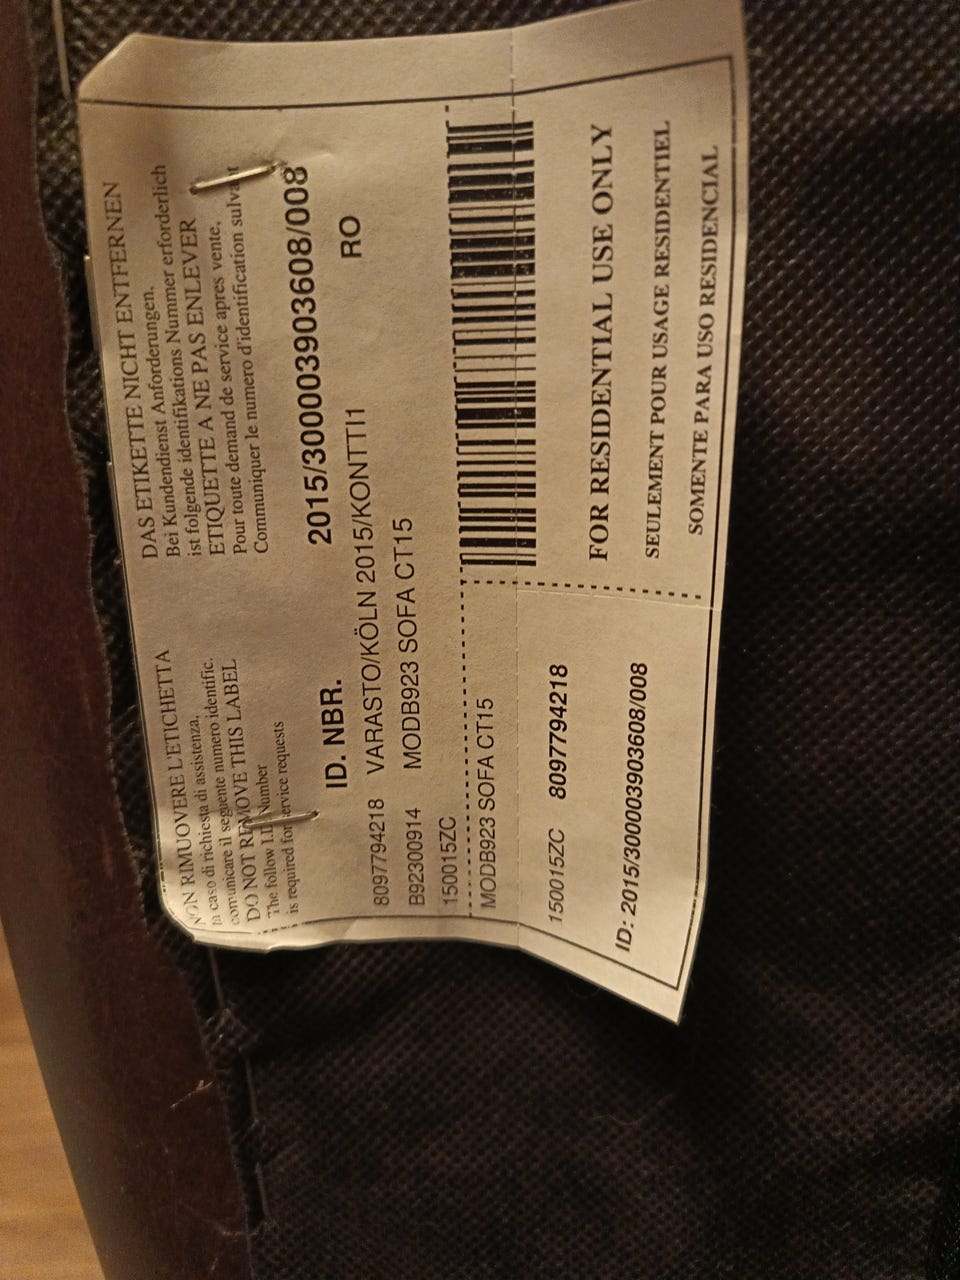 NON RIMUOVERE L'ETICHETTA
In caso di richiesta di assistenza,
comunicare il seguente numero identific.
DO NOT REMOVE THIS LABEL
The follow I.D. Number
is required for service requests
DAS ETIKETTE NICHT ENTFERNEN
Bei Kundendienst Anforderungen.
ist folgende identifikations Nummer erforderlich
ETIQUETTE A NE PAS ENLEVER
Pour toute demand de service apres vente,
Communiquer le numero d'identification sulvant
ID. NBR. 2015/300003903608/008
8097794218 VARASTO/KÖLN 2015/KONTTI1 RO
B92300914 MODB923 SOFA CT15
150015ZC
MODB923 SOFA CT15
150015ZC 8097794218
ID: 2015/300003903608/008
FOR RESIDENTIAL USE ONLY
SEULEMENT POUR USAGE RESIDENTIEL
SOMENTE PARA USO RESIDENCIAL